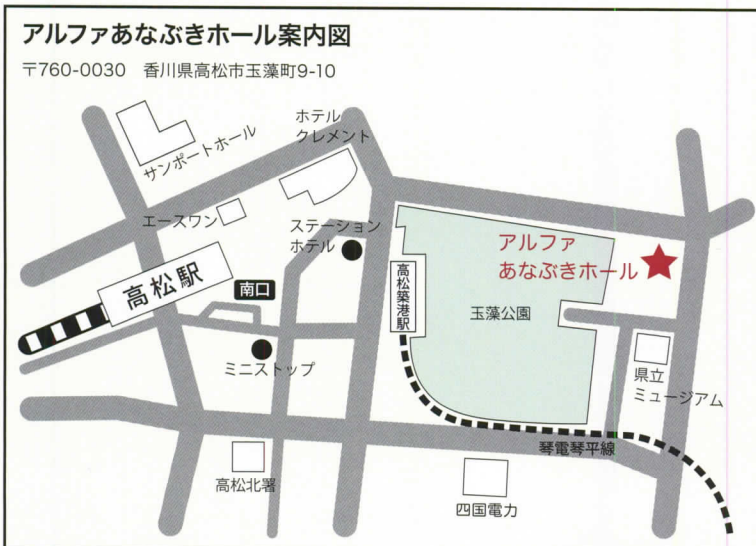 アルファあなぶきホール案内図
〒760-0030 香川県高松市玉藻町9-10
ホテル
クレメント
サンポートホール
エースワン
ステーション
ホテル
高松駅
南口
高松築港駅
アルファ
あなぶきホール
玉藻公園
ミニストップ
県立
ミュージアム
琴電琴平線
高松北署
四国電力